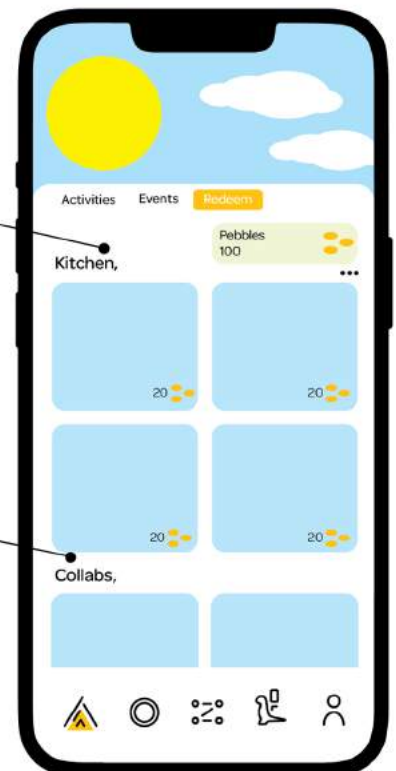 Activities Events Redeem
Pebbles
100
Kitchen,
20 20
20 20
Collabs,